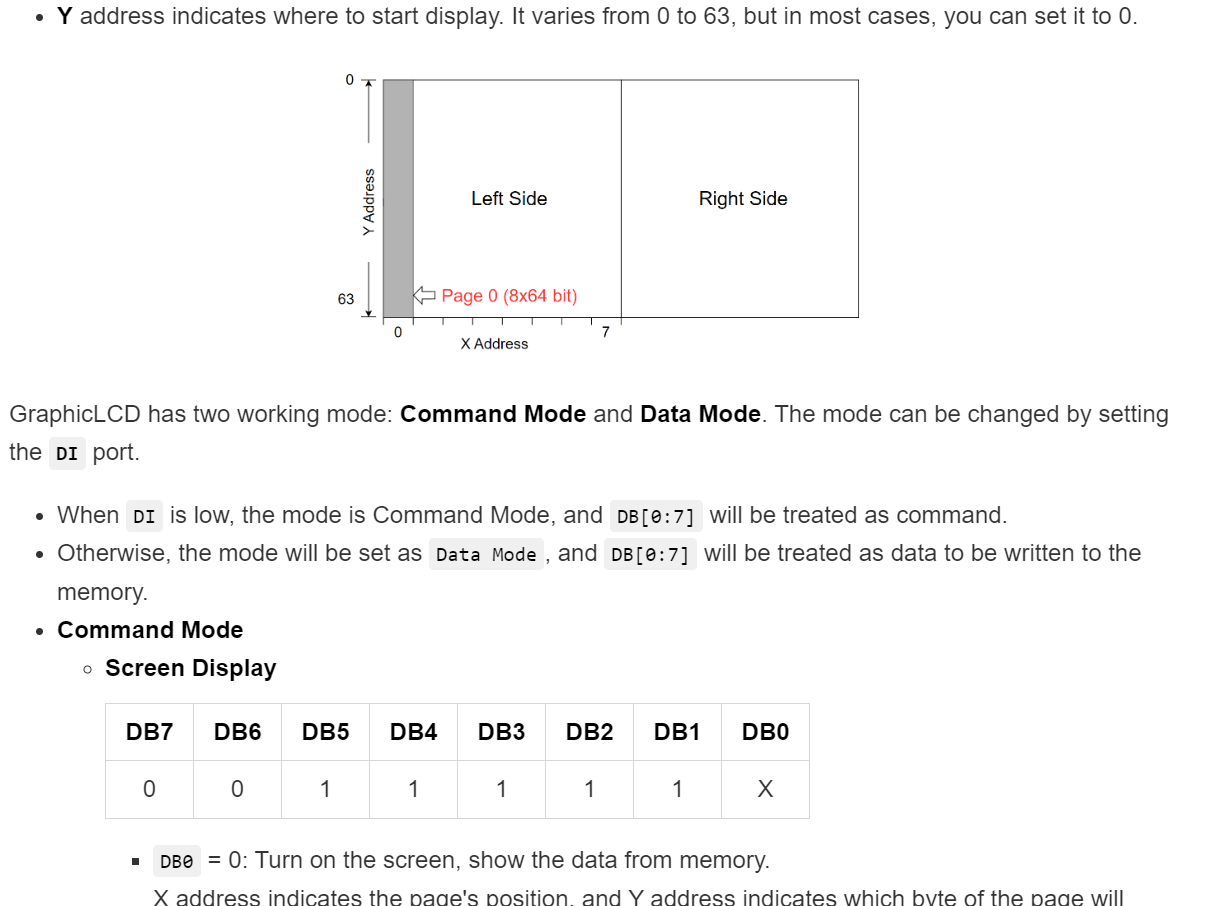 Y address indicates where to start display. It varies from 0 to 63, but in most cases, you can set it to 0.
0
Y Address
Left Side
Right Side
63
Page 0 (8x64 bit)
0
7
X Address
GraphicLCD has two working mode: Command Mode and Data Mode. The mode can be changed by setting
the DI port.
When DI is low, the mode is Command Mode, and DB[0:7] will be treated as command.
Otherwise, the mode will be set as Data Mode , and DB[0:7] will be treated as data to be written to the
memory.
Command Mode
Screen Display
DB7 DB6 DB5 DB4 DB3 DB2 DB1 DB0
0 0 1 1 1 1 1 X
DB0 = 0: Turn on the screen, show the data from memory.
X address indicates the page's position, and Y address indicates which byte of the page will